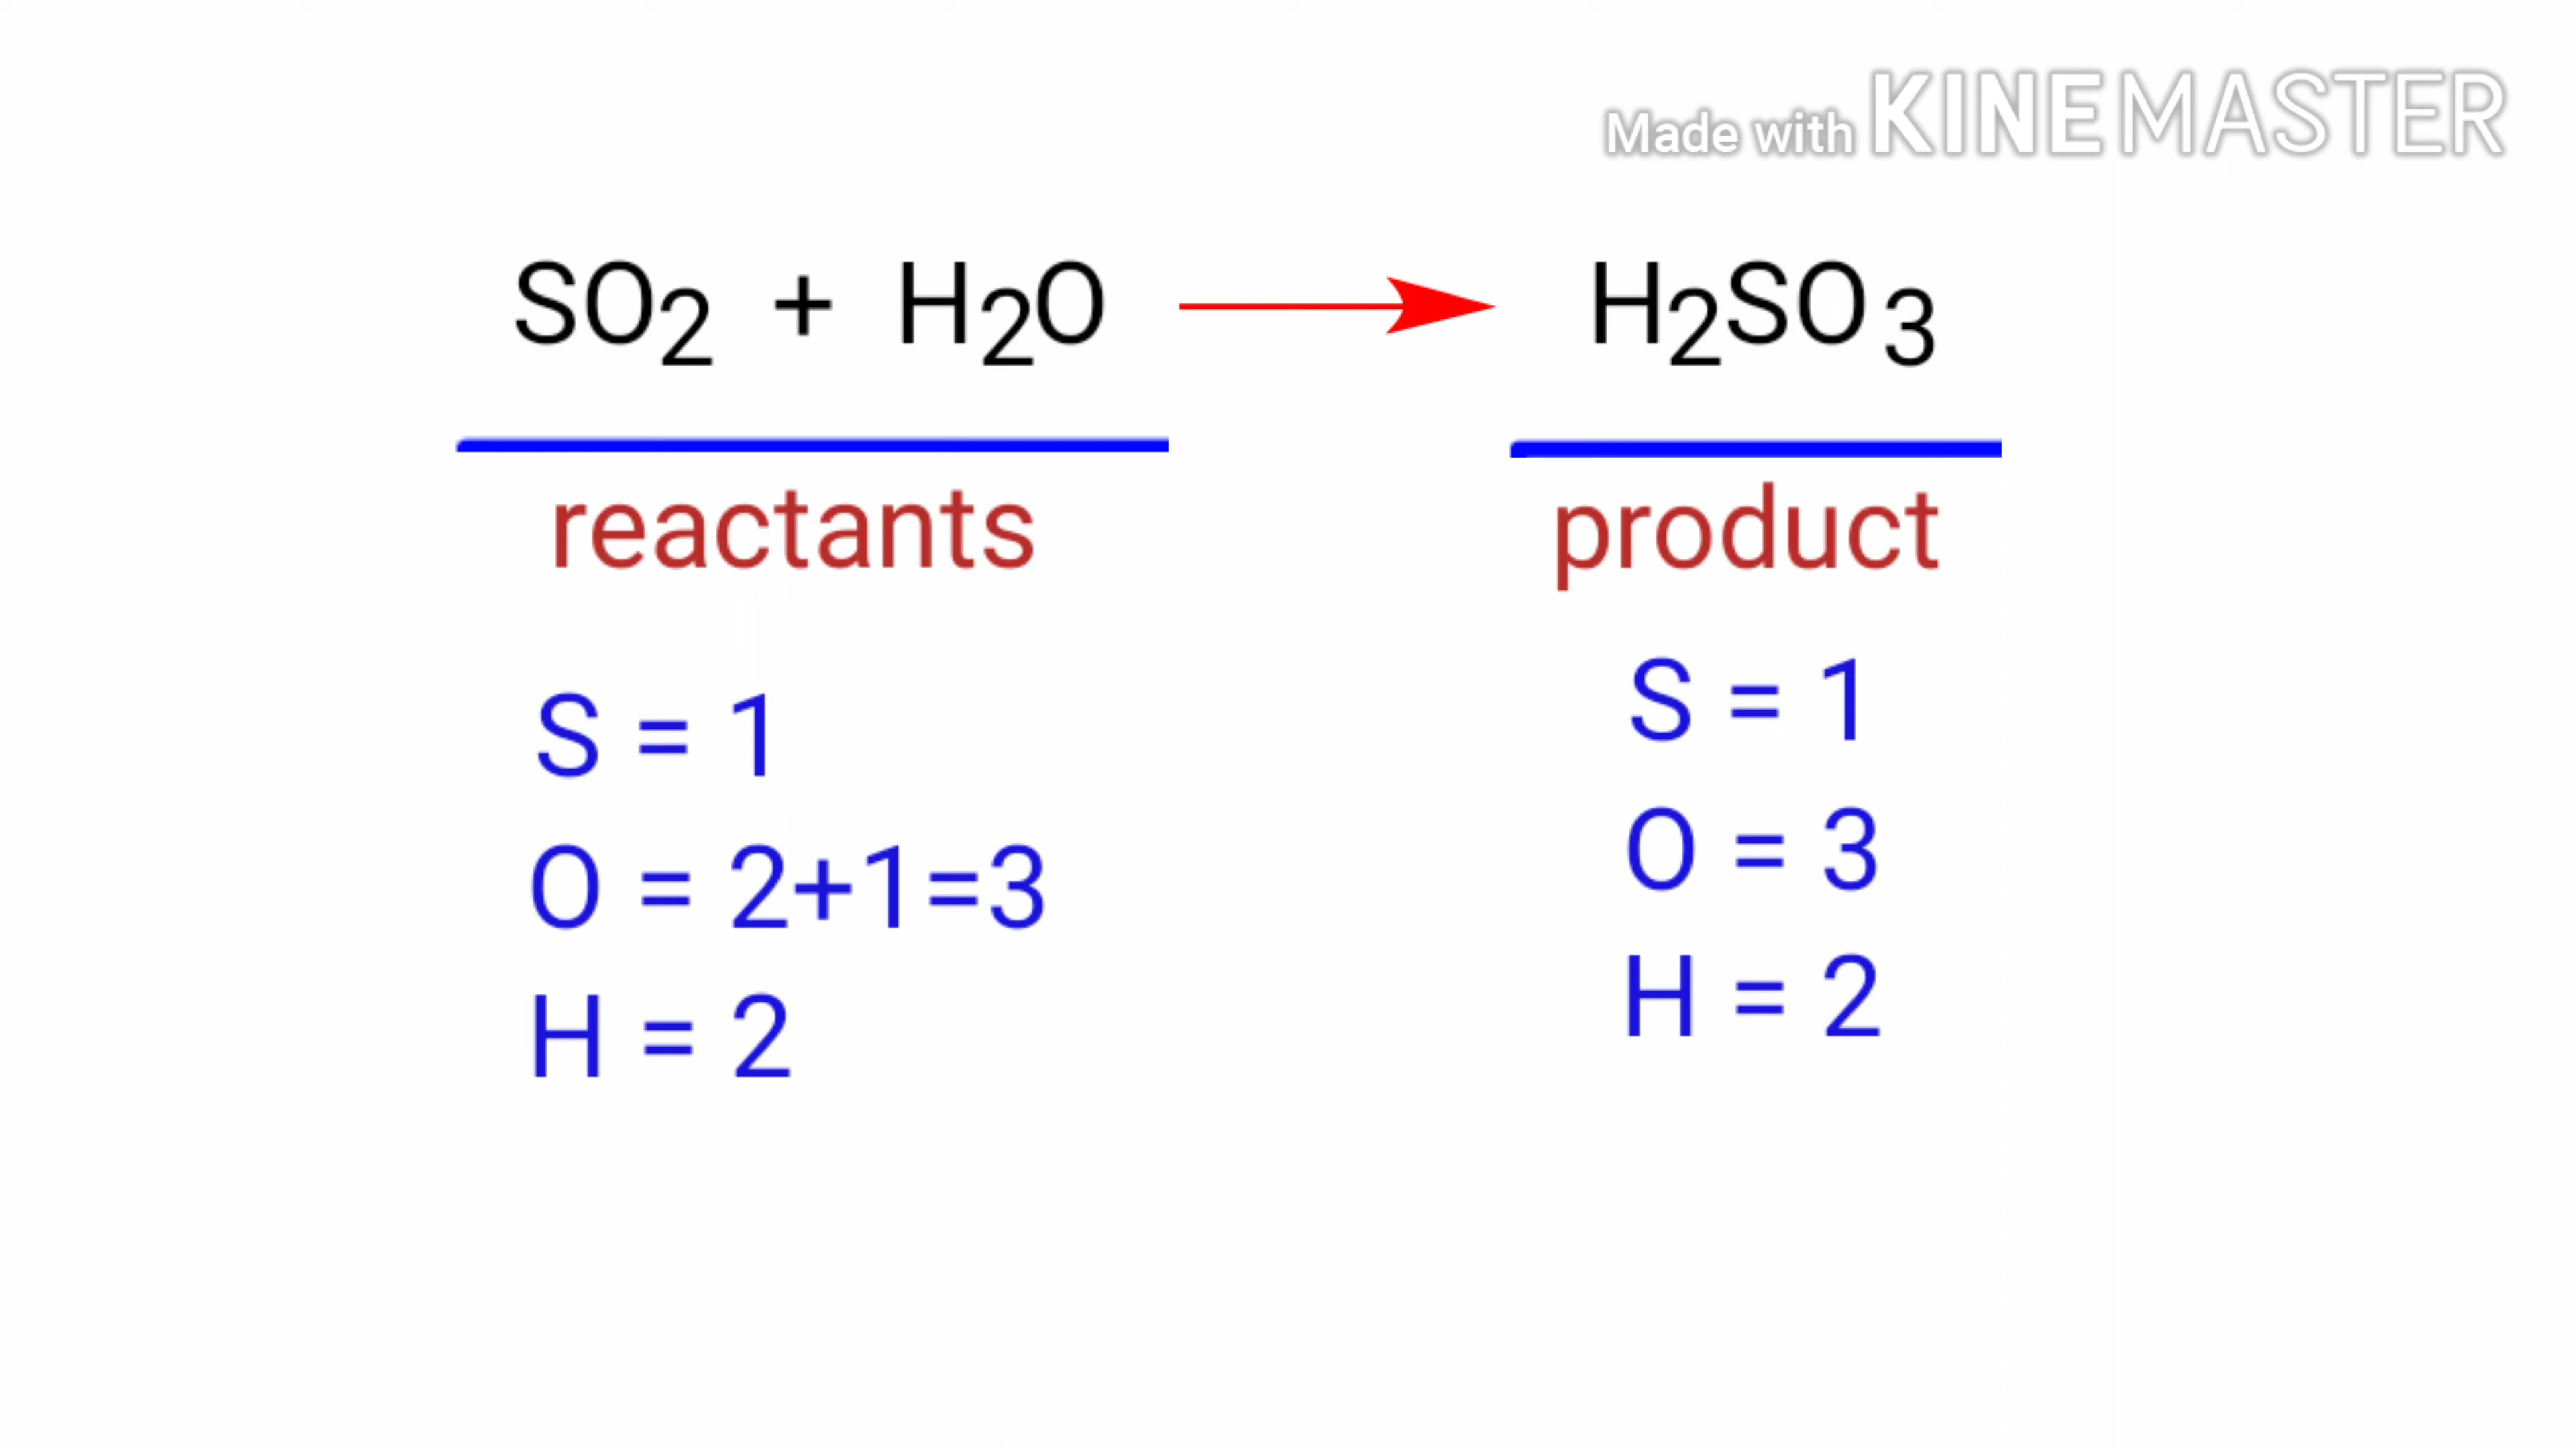 Made with KINEMASTER
SO2 + H2O → H2SO3
reactants
product
S = 1
O = 2+1=3
H = 2
S = 1
O = 3
H = 2